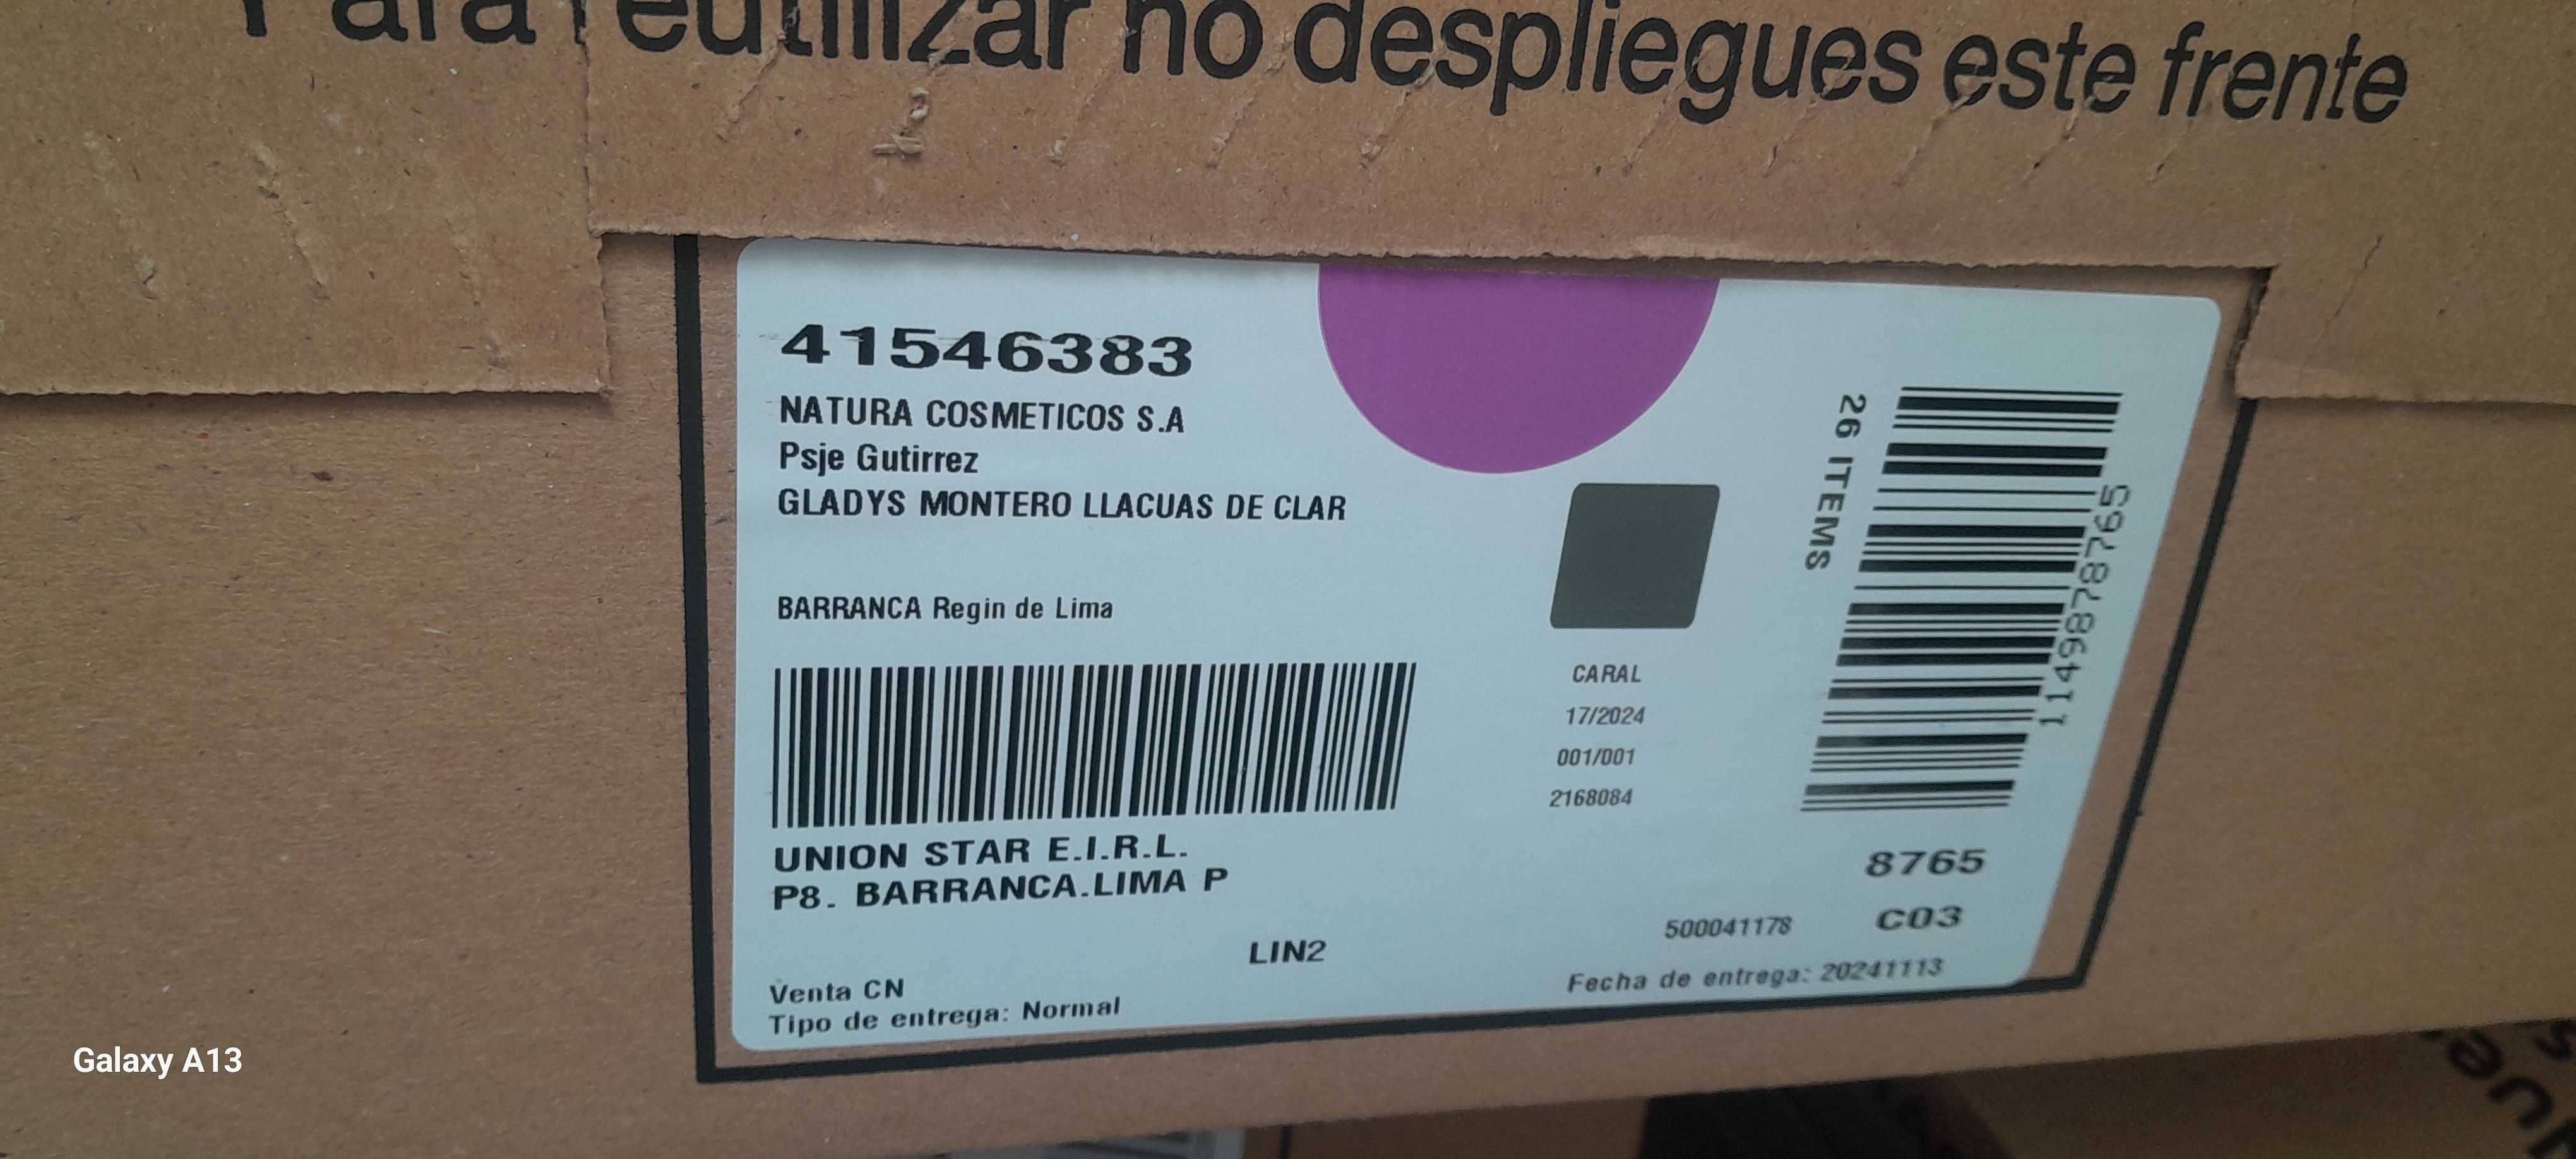 Para reutilizar no despliegues este frente
41546383
NATURA COSMETICOS S.A
Psje Gutirrez
GLADYS MONTERO LLACUAS DE CLAR
BARRANCA Regin de Lima
UNION STAR E.I.R.L.
P8. BARRANCA.LIMA P
LIN2
Venta CN
Tipo de entrega: Normal
CARAL
17/2024
001/001
2168084
26 ITEMS
114987878765
8765
500041178
C03
Fecha de entrega: 20241113
Galaxy A13